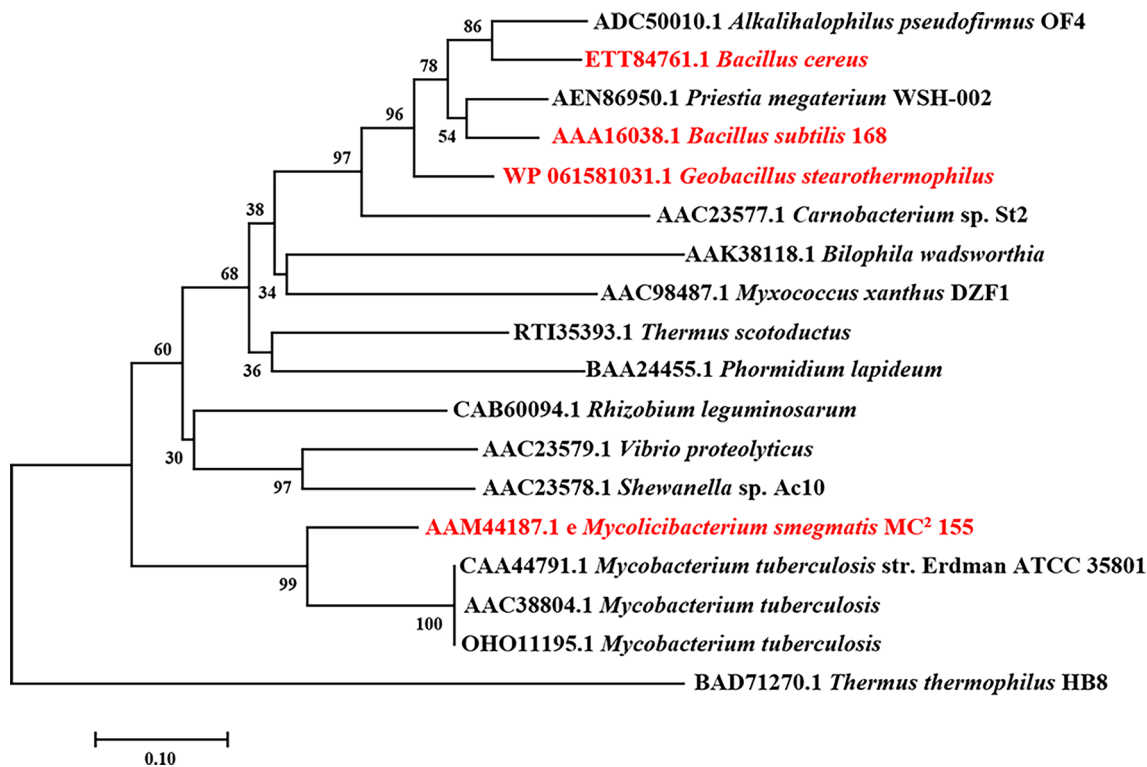 86
ADC50010.1 Alkalihalophilus pseudofirmus OF4
ETT84761.1 Bacillus cereus
78
AEN86950.1 Priestia megaterium WSH-002
96
54
AAA16038.1 Bacillus subtilis 168
97
WP 061581031.1 Geobacillus stearothermophilus
38
AAC23577.1 Carnobacterium sp. St2
AAK38118.1 Bilophila wadsworthia
68
34
AAC98487.1 Myxococcus xanthus DZF1
RTI35393.1 Thermus scotoductus
60
36
BAA24455.1 Phormidium lapideum
CAB60094.1 Rhizobium leguminosarum
30
AAC23579.1 Vibrio proteolyticus
97
AAC23578.1 Shewanella sp. Ac10
AAM44187.1 e Mycolicibacterium smegmatis MC² 155
CAA44791.1 Mycobacterium tuberculosis str. Erdman ATCC 35801
99
AAC38804.1 Mycobacterium tuberculosis
100
OHO11195.1 Mycobacterium tuberculosis
BAD71270.1 Thermus thermophilus HB8
0.10